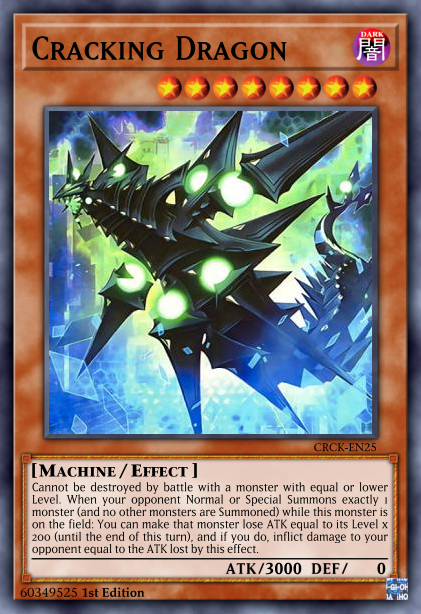 Cracking Dragon
DARK
闇
CRCK-EN25
[Machine / Effect]
Cannot be destroyed by battle with a monster with equal or lower
Level. When your opponent Normal or Special Summons exactly 1
monster (and no other monsters are Summoned) while this monster is
on the field: You can make that monster lose ATK equal to its Level x
200 (until the end of this turn), and if you do, inflict damage to your
opponent equal to the ATK lost by this effect.
ATK/3000 DEF/ 0
60349525 1st Edition